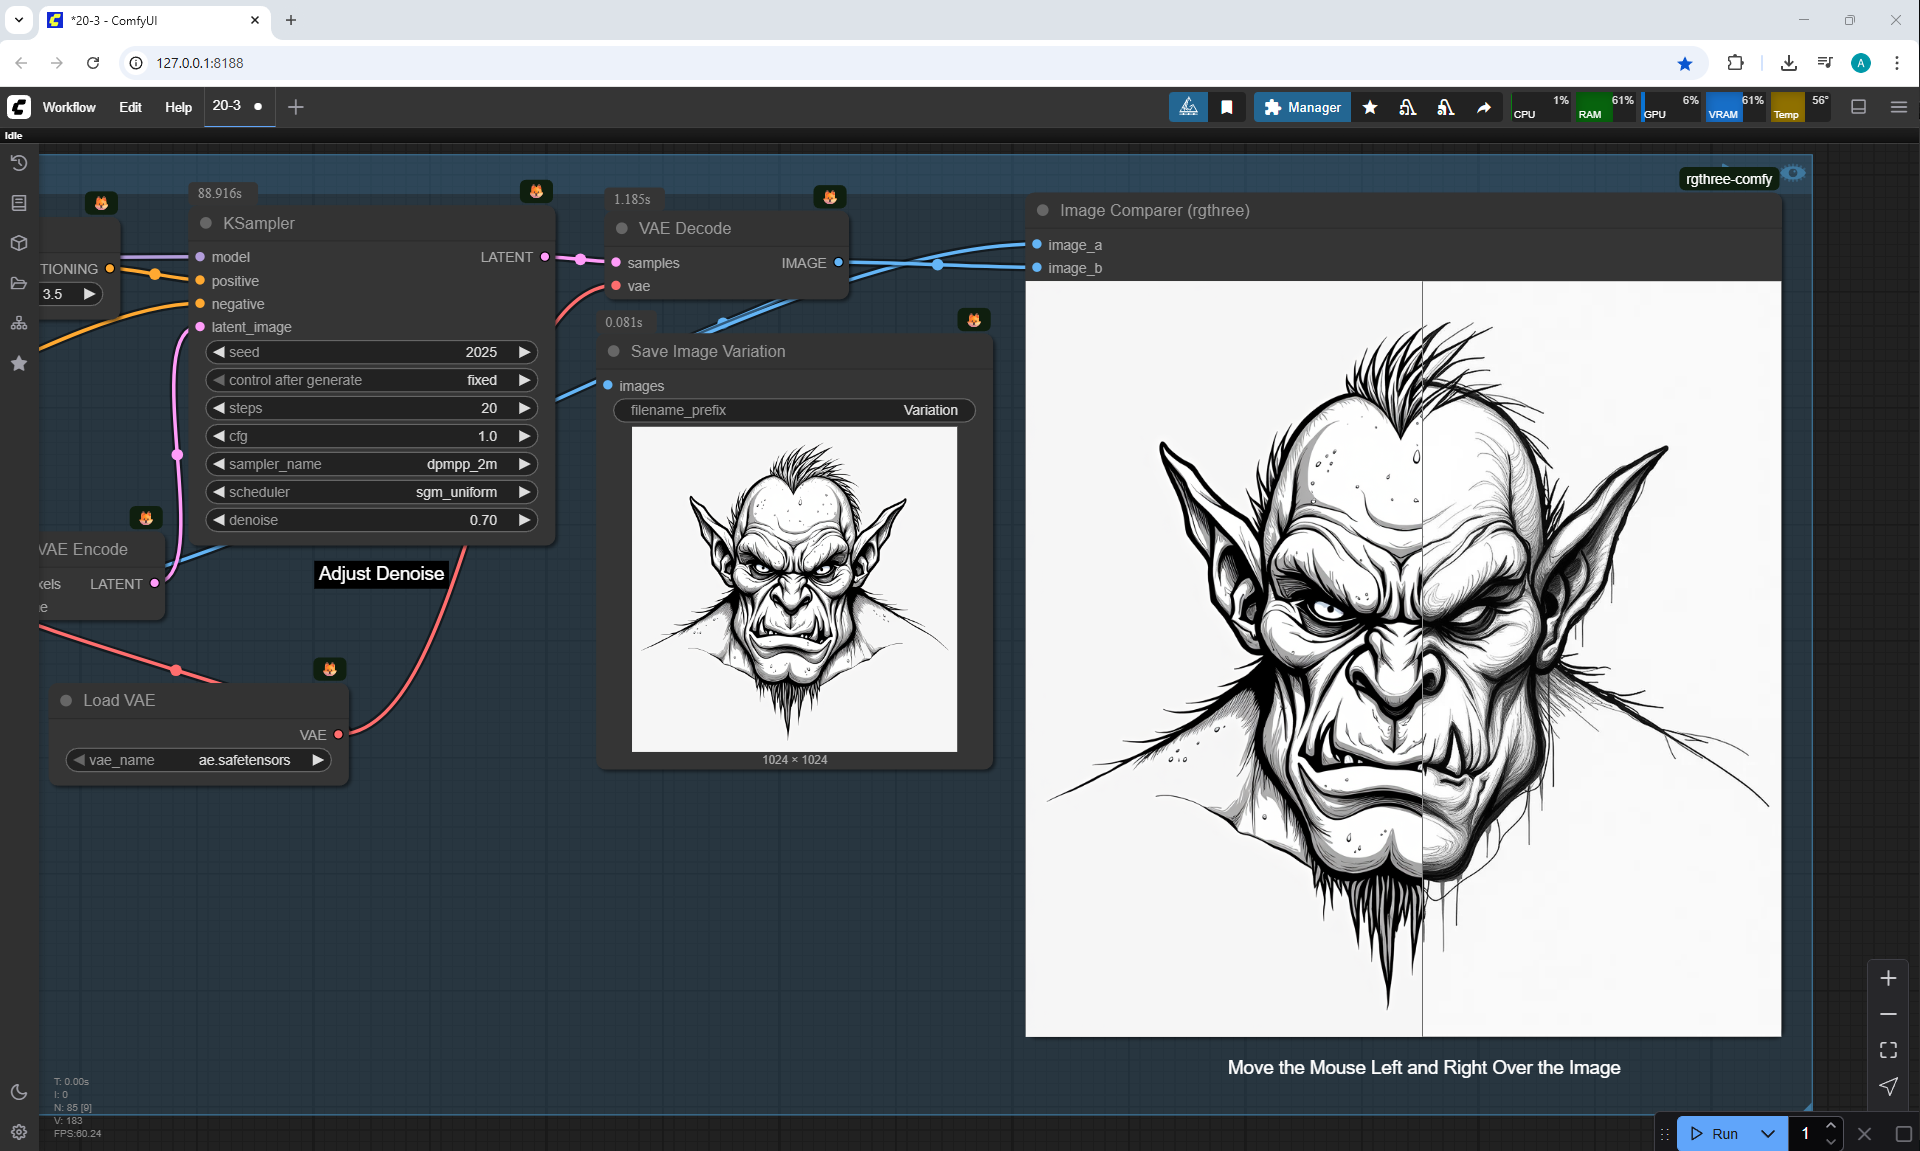 *20-3 - ComfyUI
127.0.0.1:8188
Workflow Edit Help 20-3
Manager
CPU 1% RAM 61% GPU 6% VRAM 61% Temp 56°
Idle
rgthree-comfy
88.916s
KSampler
model LATENT
positive
negative
latent_image
seed 2025
control after generate fixed
steps 20
cfg 1.0
sampler_name dpmpp_2m
scheduler sgm_uniform
denoise 0.70
TIONING
3.5
1.185s
VAE Decode
samples IMAGE
vae
0.081s
Save Image Variation
images
filename_prefix Variation
1024 × 1024
Image Comparer (rgthree)
image_a
image_b
VAE Encode
xels LATENT
e
Adjust Denoise
Load VAE
VAE
vae_name ae.safetensors
Move the Mouse Left and Right Over the Image
T: 0.00s
I: 0
N: 85 [9]
V: 183
FPS:60.24
Run 1
A